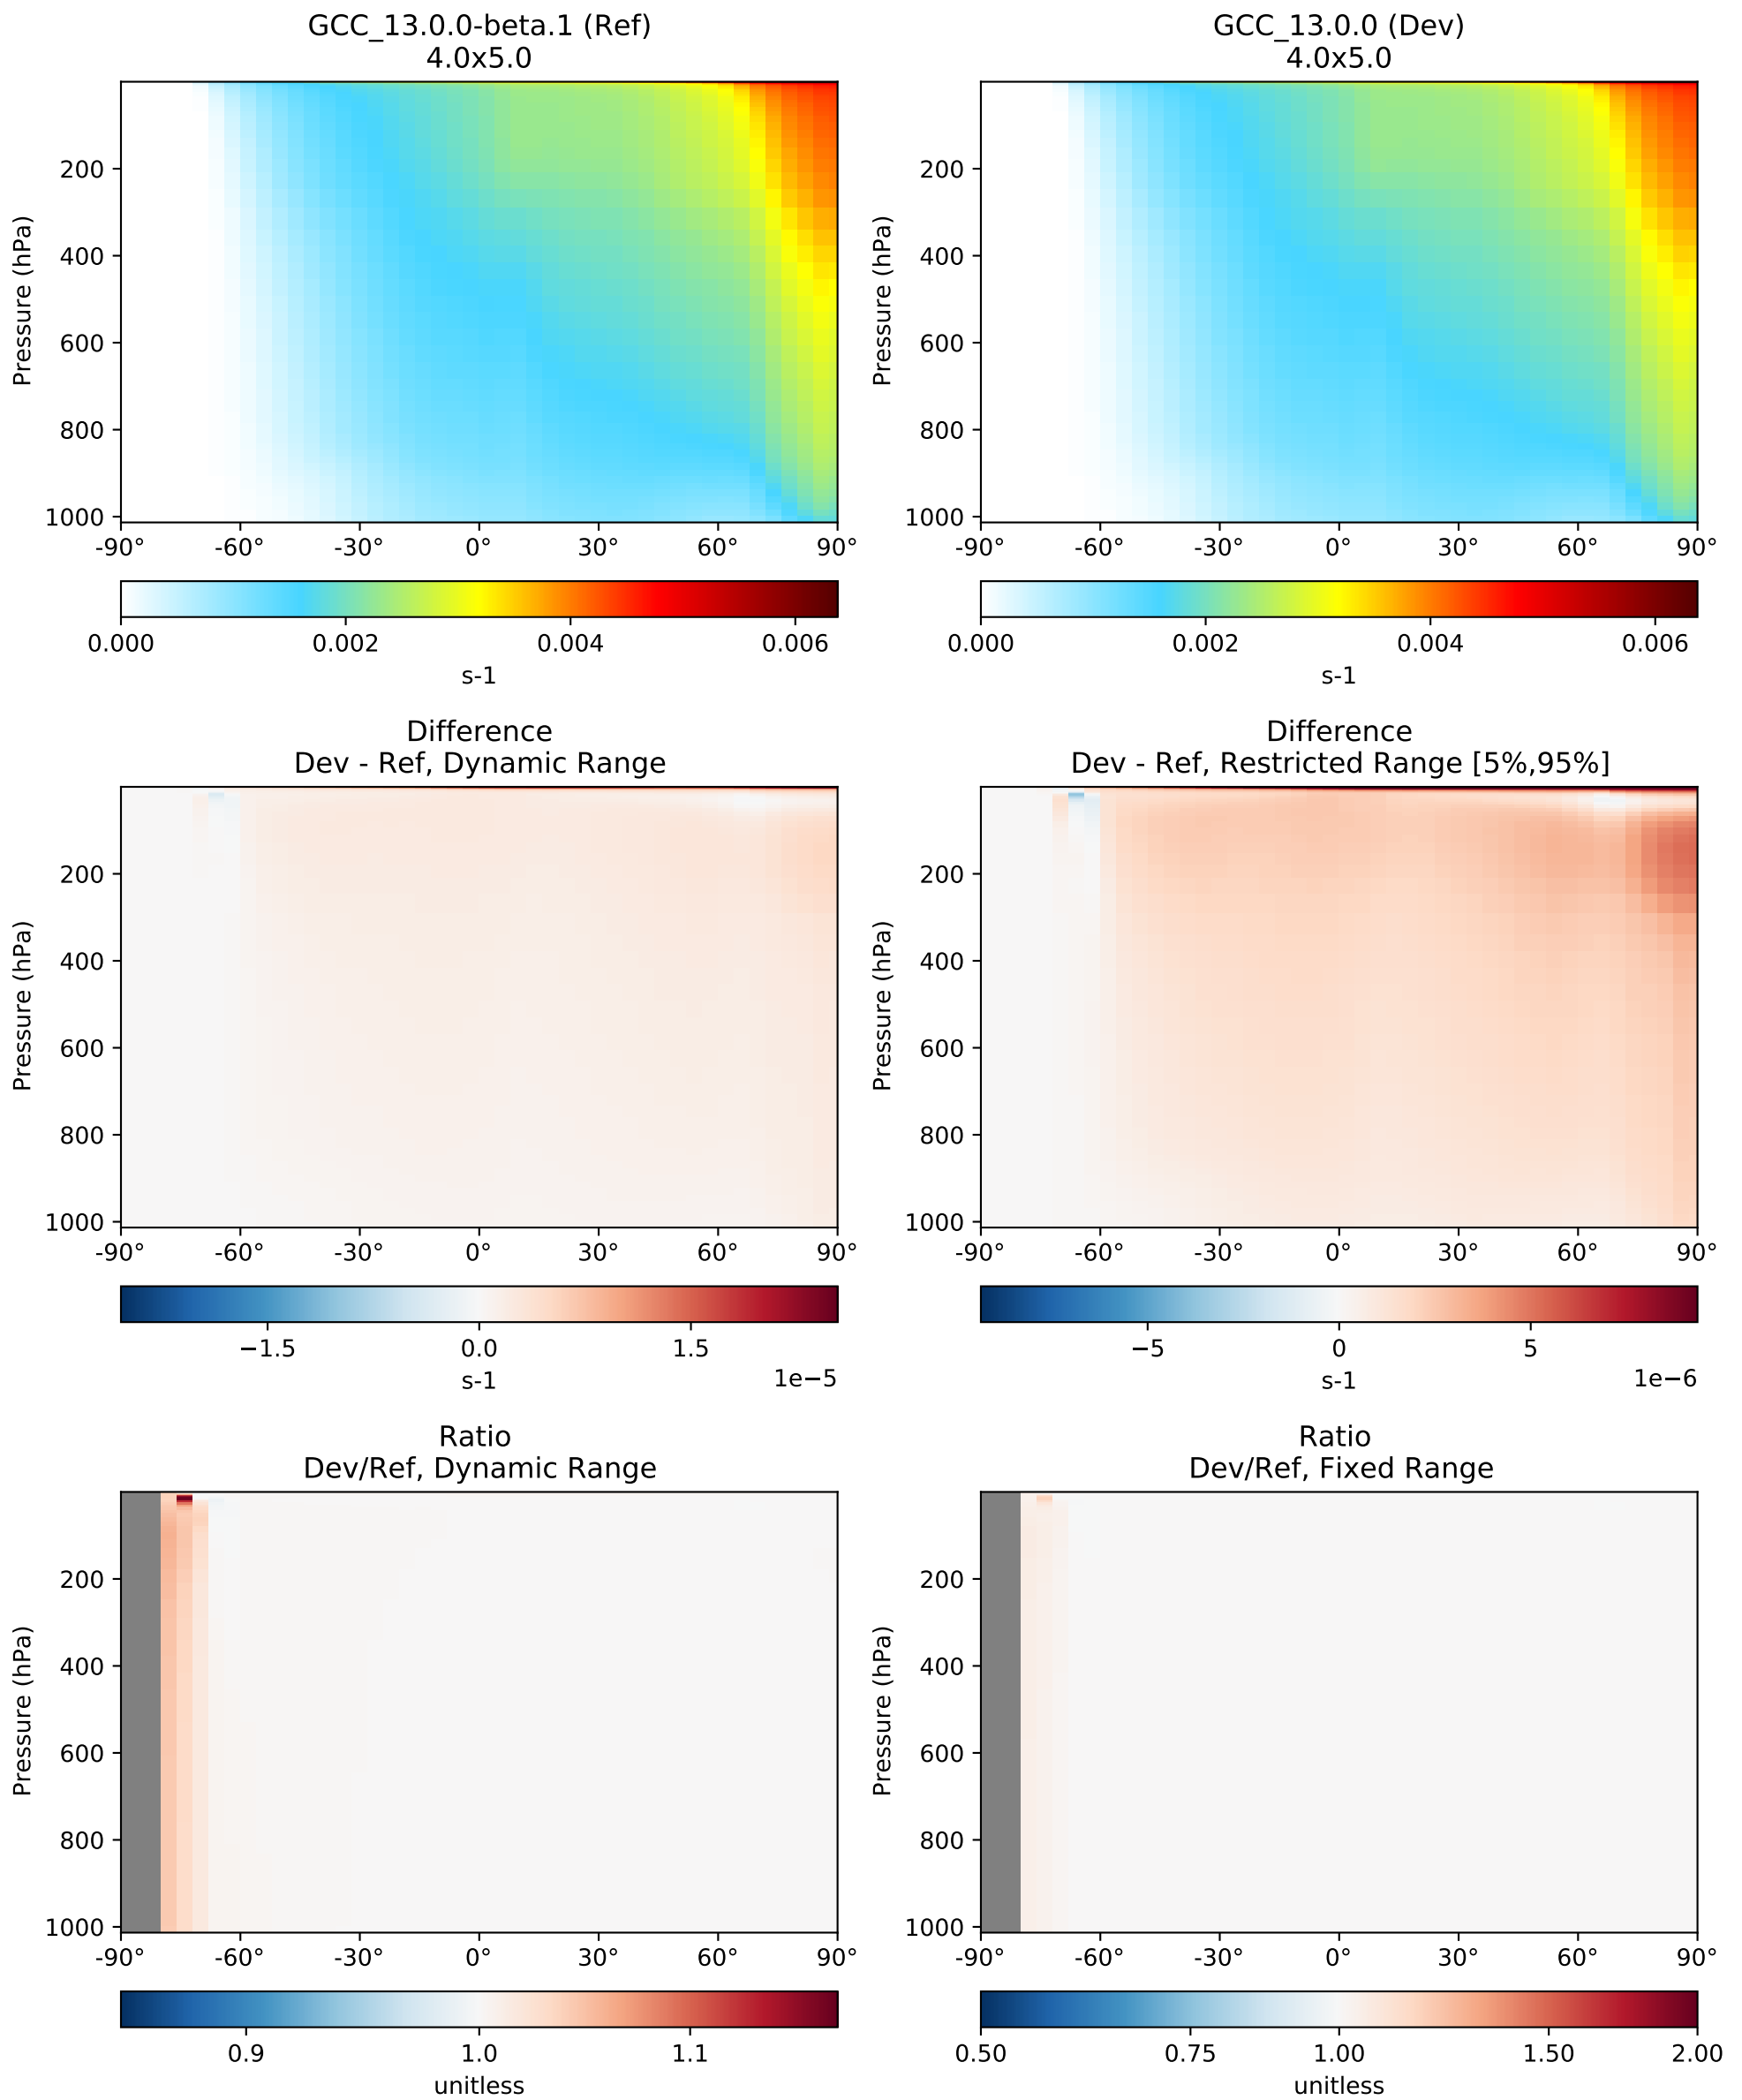 GCC_13.0.0-beta.1 (Ref)
4.0x5.0
Pressure (hPa)
200
400
600
800
1000
-90° -60° -30° 0° 30° 60° 90°
0.000 0.002 0.004 0.006
s-1
GCC_13.0.0 (Dev)
4.0x5.0
Pressure (hPa)
200
400
600
800
1000
-90° -60° -30° 0° 30° 60° 90°
0.000 0.002 0.004 0.006
s-1
Difference
Dev - Ref, Dynamic Range
Pressure (hPa)
200
400
600
800
1000
-90° -60° -30° 0° 30° 60° 90°
−1.5 0.0 1.5
s-1 1e−5
Difference
Dev - Ref, Restricted Range [5%,95%]
Pressure (hPa)
200
400
600
800
1000
-90° -60° -30° 0° 30° 60° 90°
−5 0 5
s-1 1e−6
Ratio
Dev/Ref, Dynamic Range
Pressure (hPa)
200
400
600
800
1000
-90° -60° -30° 0° 30° 60° 90°
0.9 1.0 1.1
unitless
Ratio
Dev/Ref, Fixed Range
Pressure (hPa)
200
400
600
800
1000
-90° -60° -30° 0° 30° 60° 90°
0.50 0.75 1.00 1.50 2.00
unitless